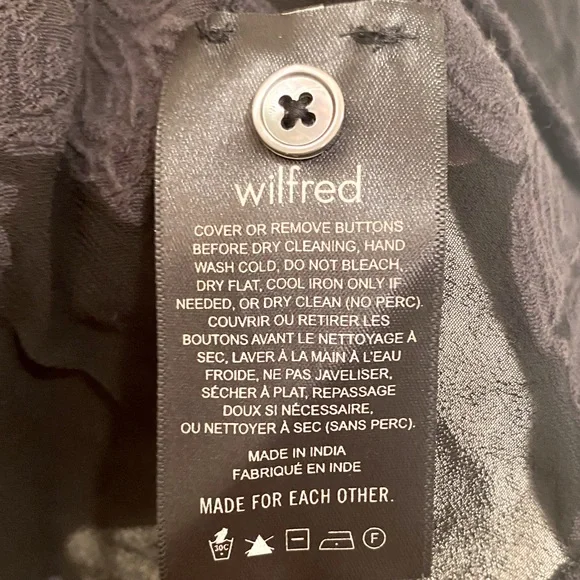 wilfred
COVER OR REMOVE BUTTONS
BEFORE DRY CLEANING, HAND
WASH COLD, DO NOT BLEACH,
DRY FLAT, COOL IRON ONLY IF
NEEDED, OR DRY CLEAN (NO PERC).
COUVRIR OU RETIRER LES
BOUTONS AVANT LE NETTOYAGE À
SEC, LAVER À LA MAIN À L'EAU
FROIDE, NE PAS JAVELISER,
SÉCHER À PLAT, REPASSAGE
DOUX SI NÉCESSAIRE,
OU NETTOYER À SEC (SANS PERC).
MADE IN INDIA
FABRIQUÉ EN INDE
MADE FOR EACH OTHER.
30C F